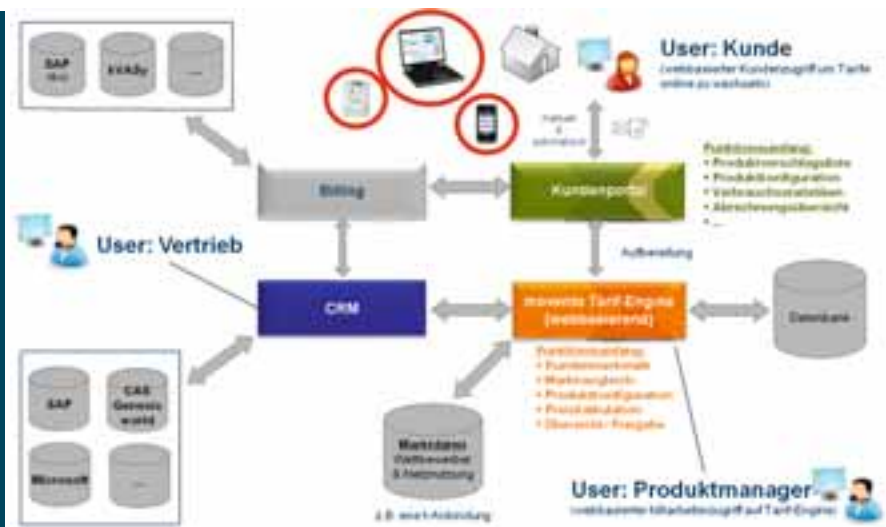 SAP
kVASy
....
User: Kunde
(webbasierter Kundenzugriff um Tarife
online zu wechseln)
manuell
&
automatisch
Billing
Kundenportal
Funktionsumfang:
• Produktvorschlagsliste
• Produktkonfiguration
• Verbrauchsstatistiken
• Abrechnungsübersicht
• ...
User: Vertrieb
Aufbereitung
CRM
Tarif-Engine
(webbasierend)
Datenbank
Funktionsumfang:
• Kundenmerkmale
• Marktvergleich
• Produktkonfiguration
• Preiskalkulation
• Übersicht / Freigabe
SAP
CAS
Genesis
world
Microsoft
....
Marktdaten
Wettbewerber
& Netznutzung
z.B. Anbindung
User: Produktmanager
(webbasierter Mitarbeiterzugriff auf Tarif-Engine)